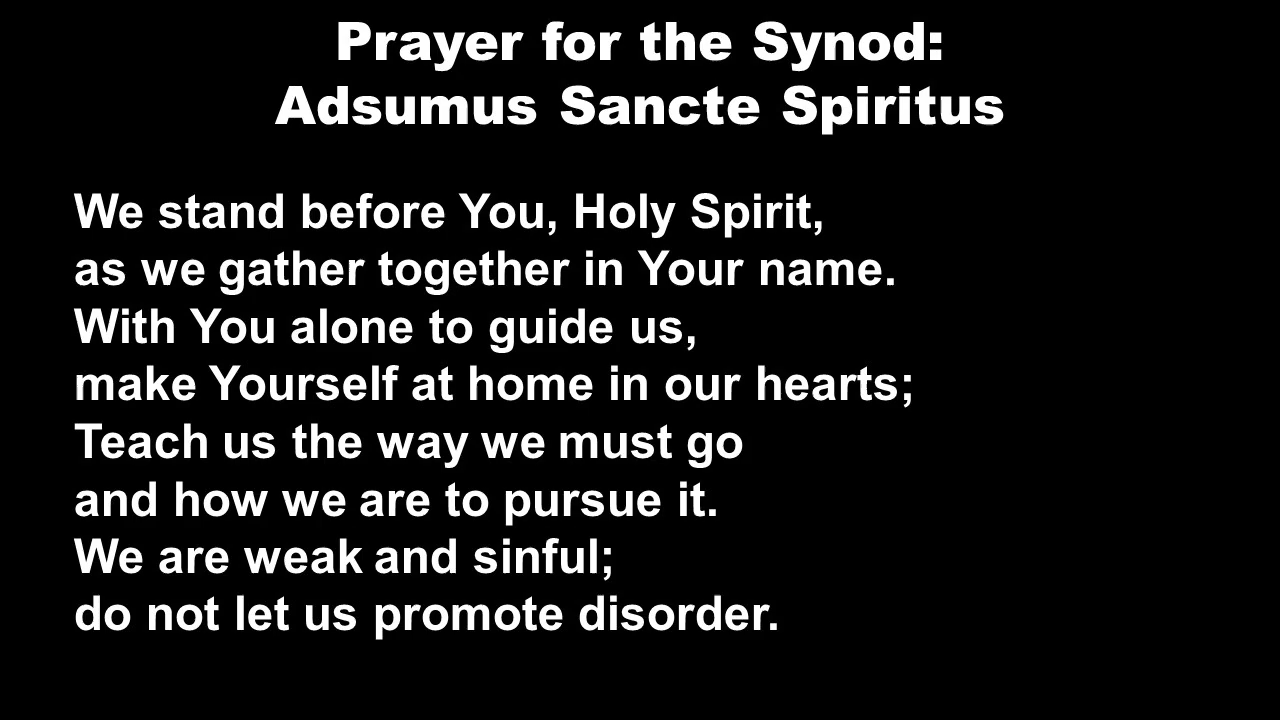 Prayer for the Synod:
Adsumus Sancte Spiritus
We stand before You, Holy Spirit,
as we gather together in Your name.
With You alone to guide us,
make Yourself at home in our hearts;
Teach us the way we must go
and how we are to pursue it.
We are weak and sinful;
do not let us promote disorder.